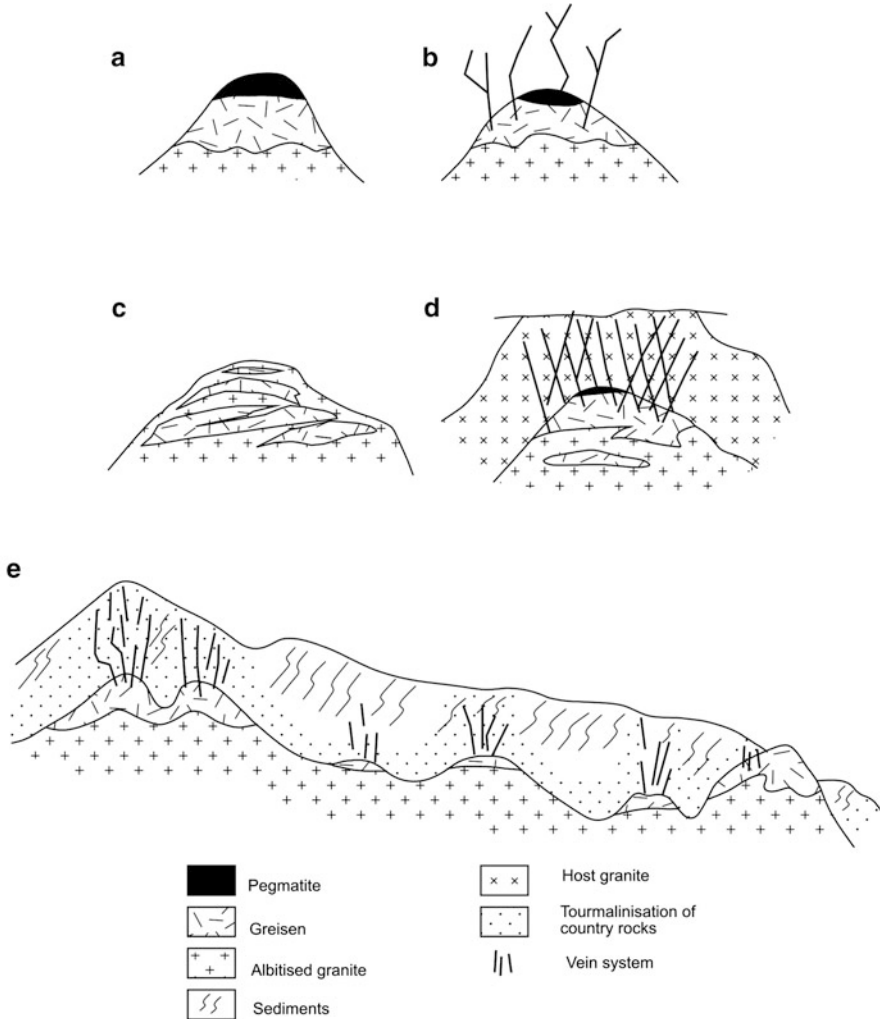 a
b
c
d
e
Pegmatite
Greisen
Albitised granite
Sediments
Host granite
Tourmalinisation of
country rocks
Vein system